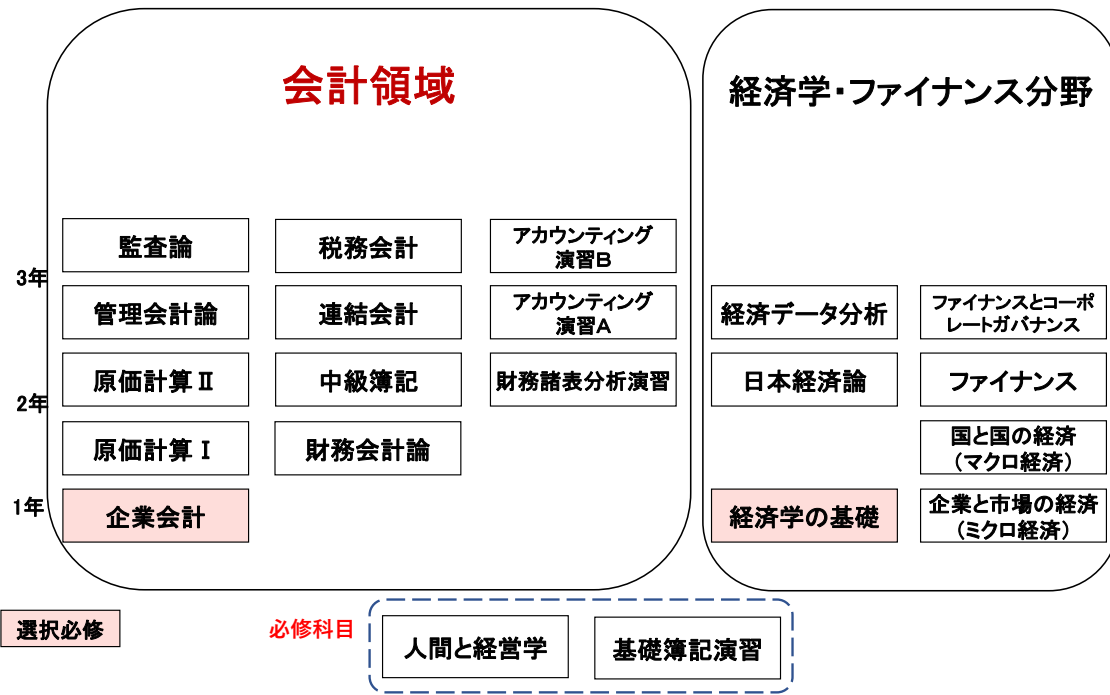 会計領域
経済学・ファイナンス分野
監査論
税務会計
アカウンティング
演習B
3年
管理会計論
連結会計
アカウンティング
演習A
経済データ分析
ファイナンスとコーポ
レートガバナンス
原価計算Ⅱ
中級簿記
財務諸表分析演習
日本経済論
ファイナンス
2年
原価計算Ⅰ
財務会計論
国と国の経済
（マクロ経済）
1年
企業会計
経済学の基礎
企業と市場の経済
（ミクロ経済）
選択必修
必修科目
人間と経営学
基礎簿記演習